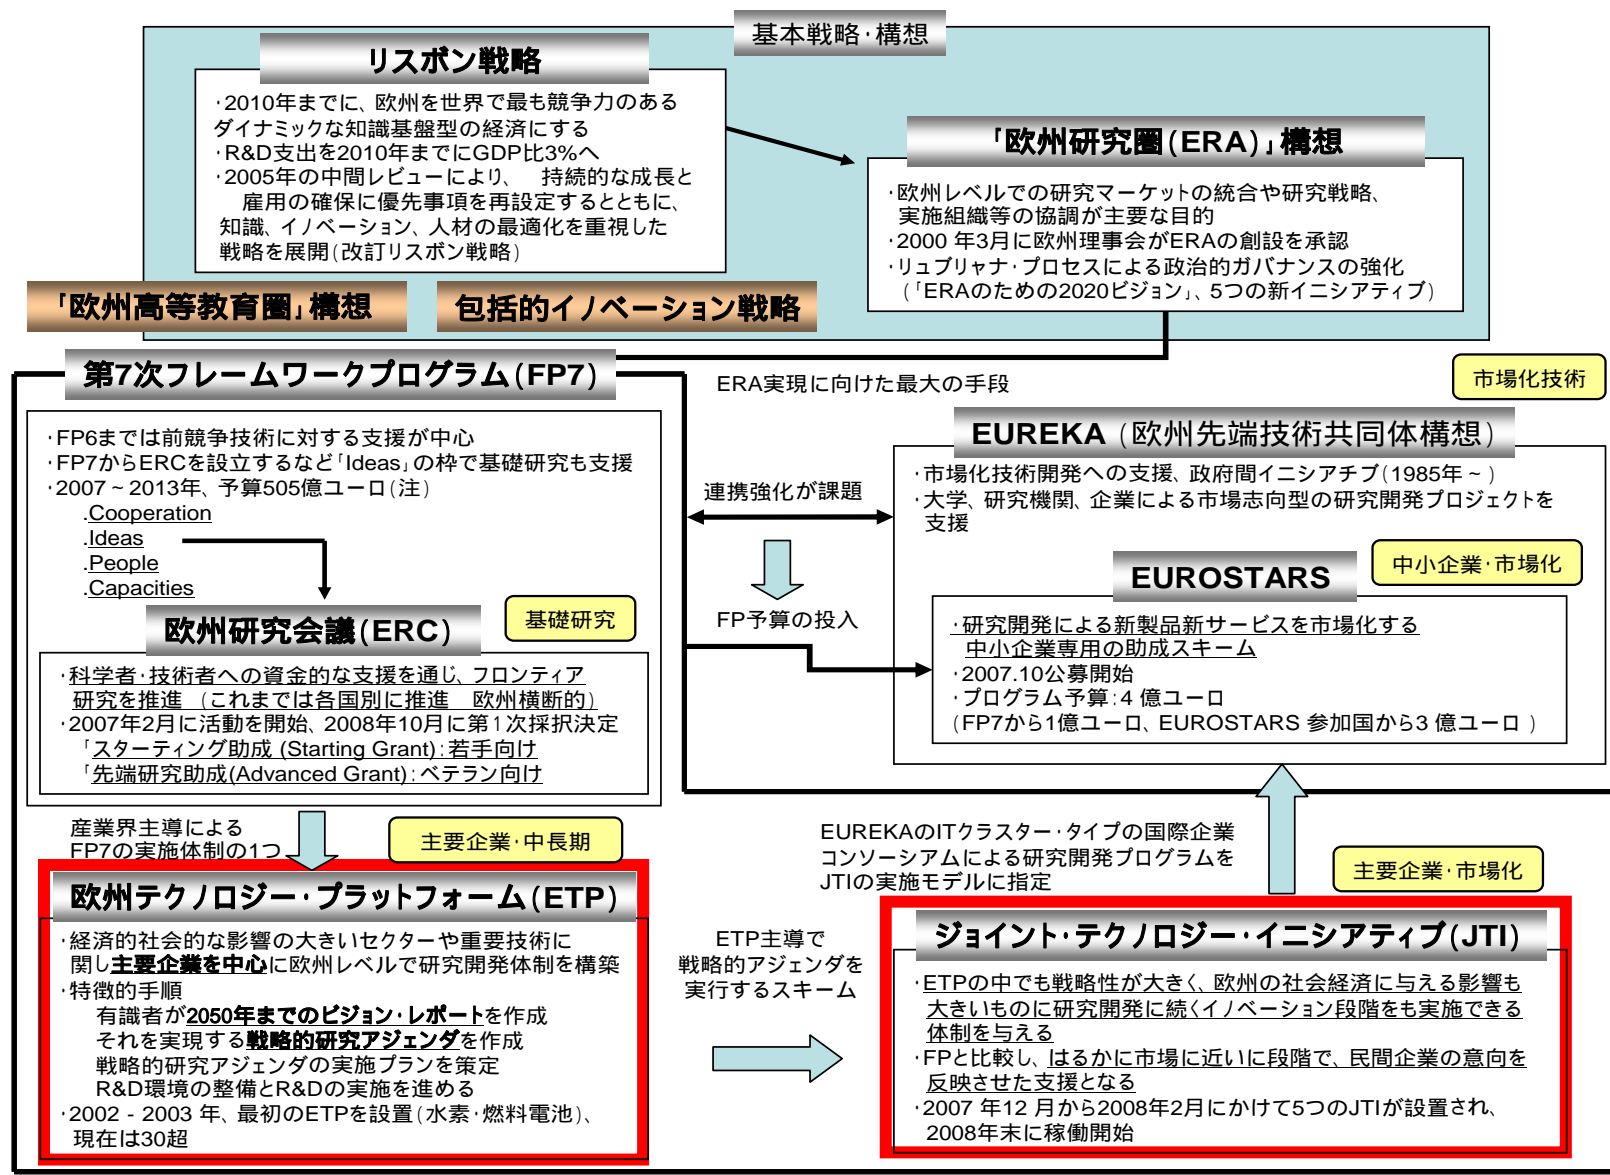 基本戦略・構想
リスボン戦略
・2010年までに、欧州を世界で最も競争力のある
ダイナミックな知識基盤型の経済にする
・R&D支出を2010年までにGDP比3%へ
・2005年の中間レビューにより、 持続的な成長と
雇用の確保に優先事項を再設定するとともに、
知識、イノベーション、人材の最適化を重視した
戦略を展開(改訂リスボン戦略)
「欧州研究圏(ERA)」構想
・欧州レベルでの研究マーケットの統合や研究戦略、
実施組織等の協調が主要な目的
・2000 年3月に欧州理事会がERAの創設を承認
・リュブリャナ・プロセスによる政治的ガバナンスの強化
(「ERAのための2020ビジョン」、5つの新イニシアティブ)
「欧州高等教育圏」構想
包括的イノベーション戦略
第7次フレームワークプログラム(FP7)
ERA実現に向けた最大の手段
市場化技術
・FP6までは前競争技術に対する支援が中心
・FP7からERCを設立するなど「Ideas」の枠で基礎研究も支援
・2007~2013年、予算505億ユーロ(注)
.Cooperation
.Ideas
.People
.Capacities
EUREKA (欧州先端技術共同体構想)
・市場化技術開発への支援、政府間イニシアチブ(1985年~)
・大学、研究機関、企業による市場志向型の研究開発プロジェクトを
支援
連携強化が課題
FP予算の投入
EUROSTARS
中小企業・市場化
・研究開発による新製品新サービスを市場化する
中小企業専用の助成スキーム
・2007.10公募開始
・プログラム予算:4 億ユーロ
(FP7から1億ユーロ、EUROSTARS 参加国から3 億ユーロ )
欧州研究会議(ERC)
基礎研究
・科学者・技術者への資金的な支援を通じ、フロンティア
研究を推進 (これまでは各国別に推進 欧州横断的)
・2007年2月に活動を開始、2008年10月に第1次採択決定
「スターティング助成 (Starting Grant):若手向け
「先端研究助成(Advanced Grant):ベテラン向け
産業界主導による
FP7の実施体制の1つ
主要企業・中長期
欧州テクノロジー・プラットフォーム(ETP)
・経済的社会的な影響の大きいセクターや重要技術に
関し主要企業を中心に欧州レベルで研究開発体制を構築
・特徴的手順
有識者が2050年までのビジョン・レポートを作成
それを実現する戦略的研究アジェンダを作成
戦略的研究アジェンダの実施プランを策定
R&D環境の整備とR&Dの実施を進める
・2002 - 2003 年、最初のETPを設置(水素・燃料電池)、
現在は30超
ETP主導で
戦略的アジェンダを
実行するスキーム
EUREKAのITクラスター・タイプの国際企業
コンソーシアムによる研究開発プログラムを
JTIの実施モデルに指定
主要企業・市場化
ジョイント・テクノロジー・イニシアティブ(JTI)
・ETPの中でも戦略性が大きく、欧州の社会経済に与える影響も
大きいものに研究開発に続くイノベーション段階をも実施できる
体制を与える
・FPと比較し、はるかに市場に近いに段階で、民間企業の意向を
反映させた支援となる
・2007 年12 月から2008年2月にかけて5つのJTIが設置され、
2008年末に稼働開始